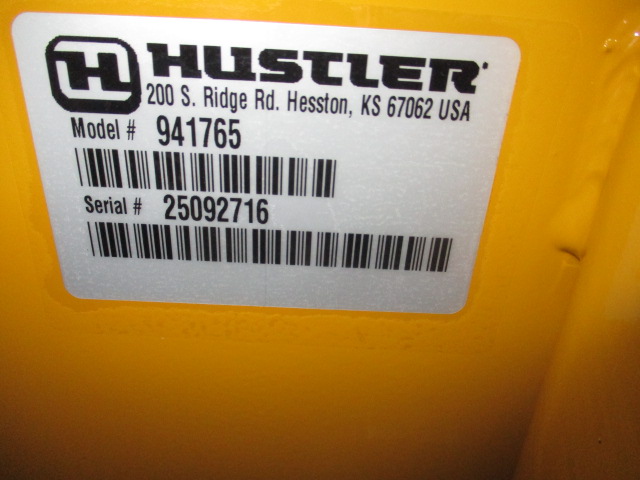 H HUSTLER
200 S. Ridge Rd. Hesston, KS 67062 USA
Model # 941765
Serial # 25092716